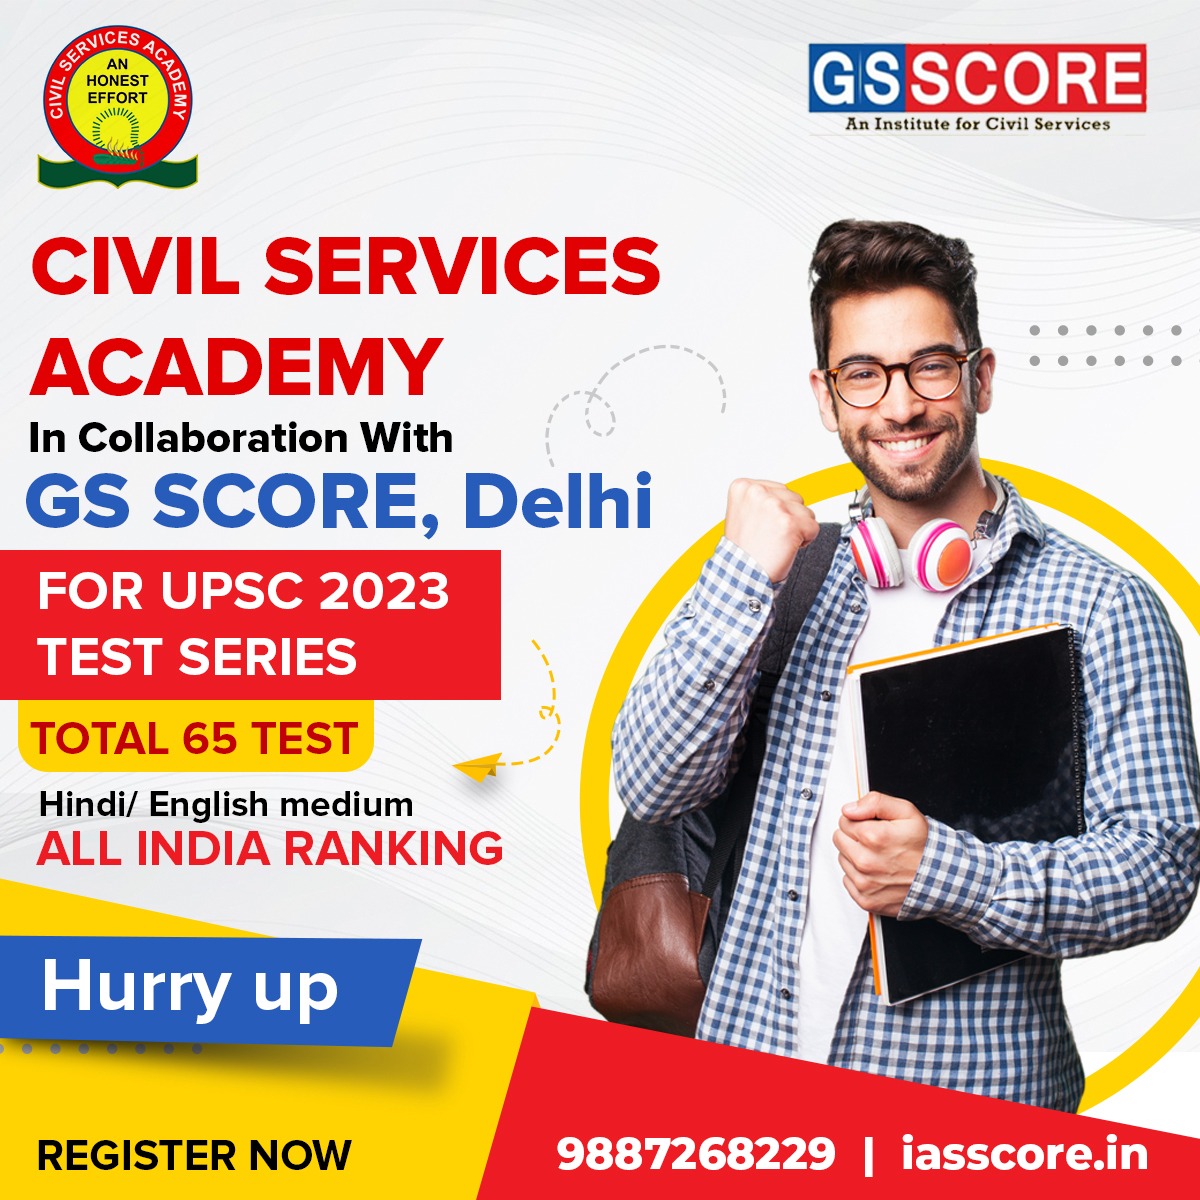 CIVIL SERVICES ACADEMY
AN
HONEST
EFFORT
GSSCORE
An Institute for Civil Services
CIVIL SERVICES
ACADEMY
In Collaboration With
GS SCORE, Delhi
FOR UPSC 2023
TEST SERIES
TOTAL 65 TEST
Hindi/ English medium
ALL INDIA RANKING
Hurry up
REGISTER NOW
9887268229 | iasscore.in